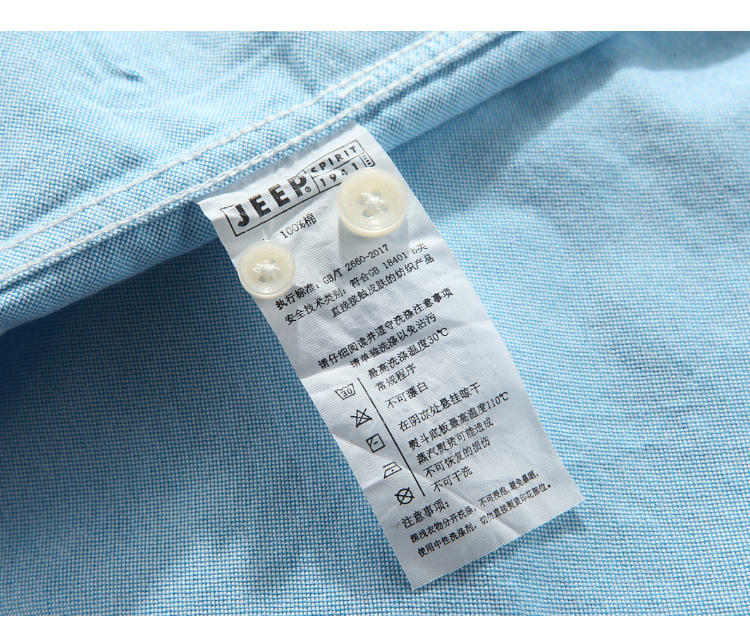 JEEP® SPIRIT 1941
100%棉
执行标准: GB/T 2660-2017
安全技术类别: 符合GB 18401 B类
直接接触皮肤的纺织产品
请仔细阅读并遵守洗涤注意事项
请单独洗涤以免沾污
最高洗涤温度30℃
常规程序
30
不可漂白
在阴凉处悬挂晾干
熨斗底板最高温度110℃
蒸汽熨烫可能造成
不可恢复的损伤
不可干洗
注意事项:
深浅衣物分开洗涤, 不可浸泡, 避免暴晒,
使用中性洗涤剂, 切勿直接熨烫印花部位。